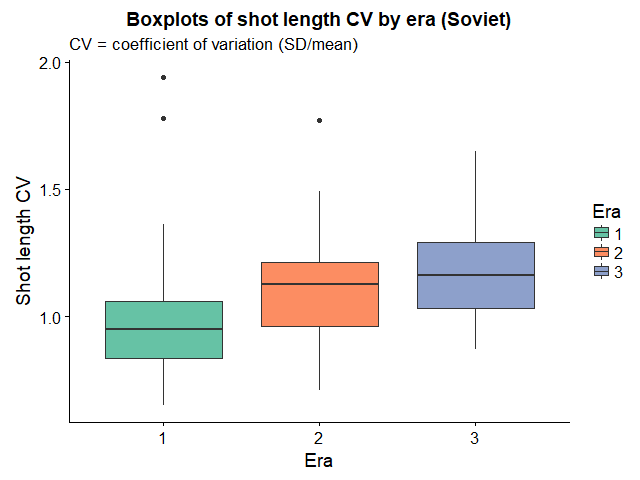 Boxplots of shot length CV by era (Soviet)
CV = coefficient of variation (SD/mean)
2.0
1.5
1.0
Shot length CV
1 2 3
Era
Era
1
2
3